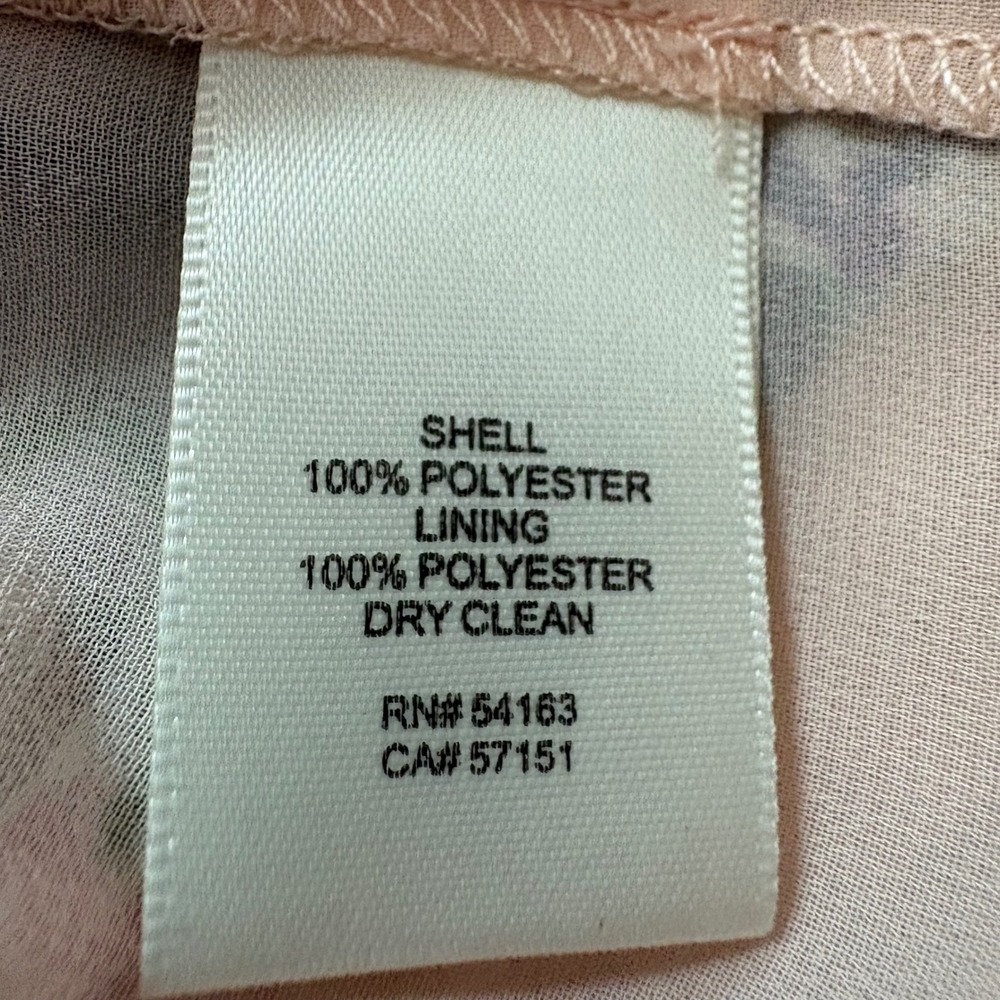 SHELL
100% POLYESTER
LINING
100% POLYESTER
DRY CLEAN
RN# 54163
CA# 57151